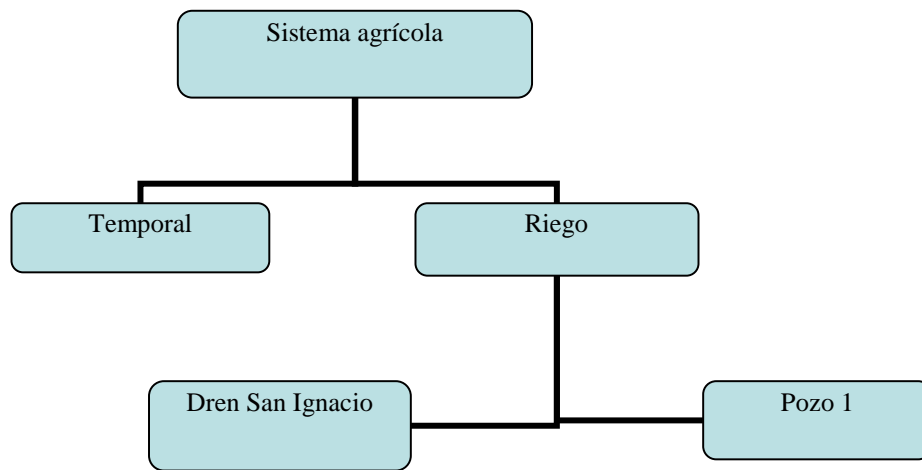 Sistema agrícola
Temporal
Riego
Dren San Ignacio
Pozo 1